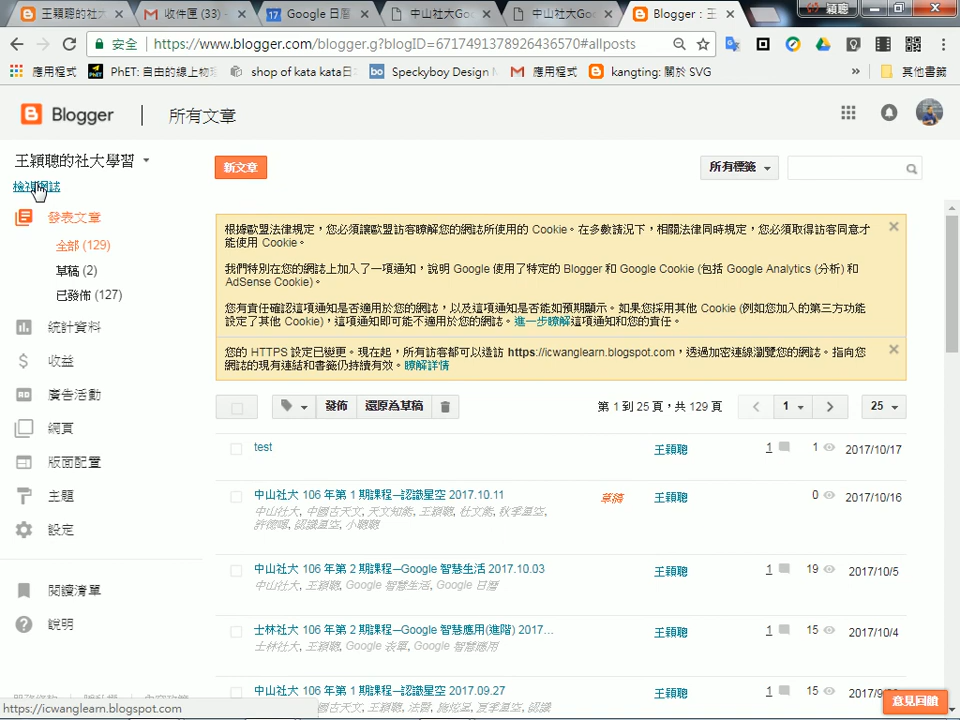 王穎聰的社大
收件匣 (33) -
17 Google 日曆
中山社大Goo
中山社大Goo
Blogger：王
穎聰
安全 https://www.blogger.com/blogger.g?blogID=6717491378926436570#allposts
應用程式
PhET: 自由的線上物理
shop of kata kata日
bo Speckyboy Design M
應用程式
kangting: 關於 SVG
»
其他書籤
Blogger
所有文章
王穎聰的社大學習
新文章
所有標籤
檢視網誌
發表文章
全部 (129)
草稿 (2)
已發佈 (127)
統計資料
收益
廣告活動
網頁
版面配置
主題
設定
閱讀清單
說明
根據歐盟法律規定，您必須讓歐盟訪客瞭解您的網誌所使用的 Cookie。在多數情況下，相關法律同時規定，您必須取得訪客同意才
能使用 Cookie。
我們特別在您的網誌上加入了一項通知，說明 Google 使用了特定的 Blogger 和 Google Cookie (包括 Google Analytics (分析) 和
AdSense Cookie)。
您有責任確認這項通知是否適用於您的網誌，以及這項通知是否能如預期顯示。如果您採用其他 Cookie (例如您加入的第三方功能
設定了其他 Cookie)，這項通知即可能不適用於您的網誌。進一步瞭解這項通知和您的責任。
您的 HTTPS 設定已變更。現在起，所有訪客都可以造訪 https://icwanglearn.blogspot.com，透過加密連線瀏覽您的網誌。指向您
網誌的現有連結和書籤仍持續有效。瞭解詳情
發佈 還原為草稿 第 1 到 25 頁，共 129 頁 1 25
test 王穎聰 1 1 2017/10/17
中山社大 106 年第 1 期課程─認識星空 2017.10.11 草稿 王穎聰 0 2017/10/16
中山社大, 中國古天文, 天文知能, 王穎聰, 杜文能, 秋季星空,
許德曜, 認識星空, 小聰聰
中山社大 106 年第 2 期課程─Google 智慧生活 2017.10.03 王穎聰 1 19 2017/10/5
中山社大, 王穎聰, Google 智慧生活, Google 日曆
士林社大 106 年第 2 期課程─Google 智慧應用(進階) 2017... 王穎聰 1 15 2017/10/4
士林社大, 王穎聰, Google 表單, Google 智慧應用
中山社大 106 年第 1 期課程─認識星空 2017.09.27 王穎聰 1 15 2017/9/
國古天文, 王穎聰, 夏季星空, 認識
https://icwanglearn.blogspot.com
意見回饋